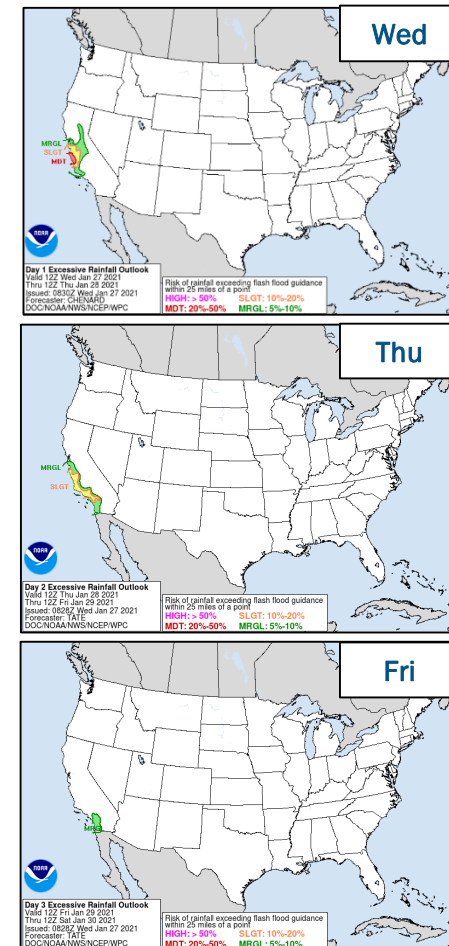 Wed
MRGL
SLGT
MDT
NOAA
Day 1 Excessive Rainfall Outlook
Valid 12Z Wed Jan 27 2021
Thru 12Z Thu Jan 28 2021
Issued: 0830Z Wed Jan 27 2021
Forecaster: CHENARD
DOC/NOAA/NWS/NCEP/WPC
Risk of rainfall exceeding flash flood guidance
within 25 miles of a point
HIGH: > 50% SLGT: 10%-20%
MDT: 20%-50% MRGL: 5%-10%
Thu
MRGL
SLGT
NOAA
Day 2 Excessive Rainfall Outlook
Valid 12Z Thu Jan 28 2021
Thru 12Z Fri Jan 29 2021
Issued: 0828Z Wed Jan 27 2021
Forecaster: TATE
DOC/NOAA/NWS/NCEP/WPC
Risk of rainfall exceeding flash flood guidance
within 25 miles of a point
HIGH: > 50% SLGT: 10%-20%
MDT: 20%-50% MRGL: 5%-10%
Fri
MRGL
NOAA
Day 3 Excessive Rainfall Outlook
Valid 12Z Fri Jan 29 2021
Thru 12Z Sat Jan 30 2021
Issued: 0828Z Wed Jan 27 2021
Forecaster: TATE
DOC/NOAA/NWS/NCEP/WPC
Risk of rainfall exceeding flash flood guidance
within 25 miles of a point
HIGH: > 50% SLGT: 10%-20%
MDT: 20%-50% MRGL: 5%-10%